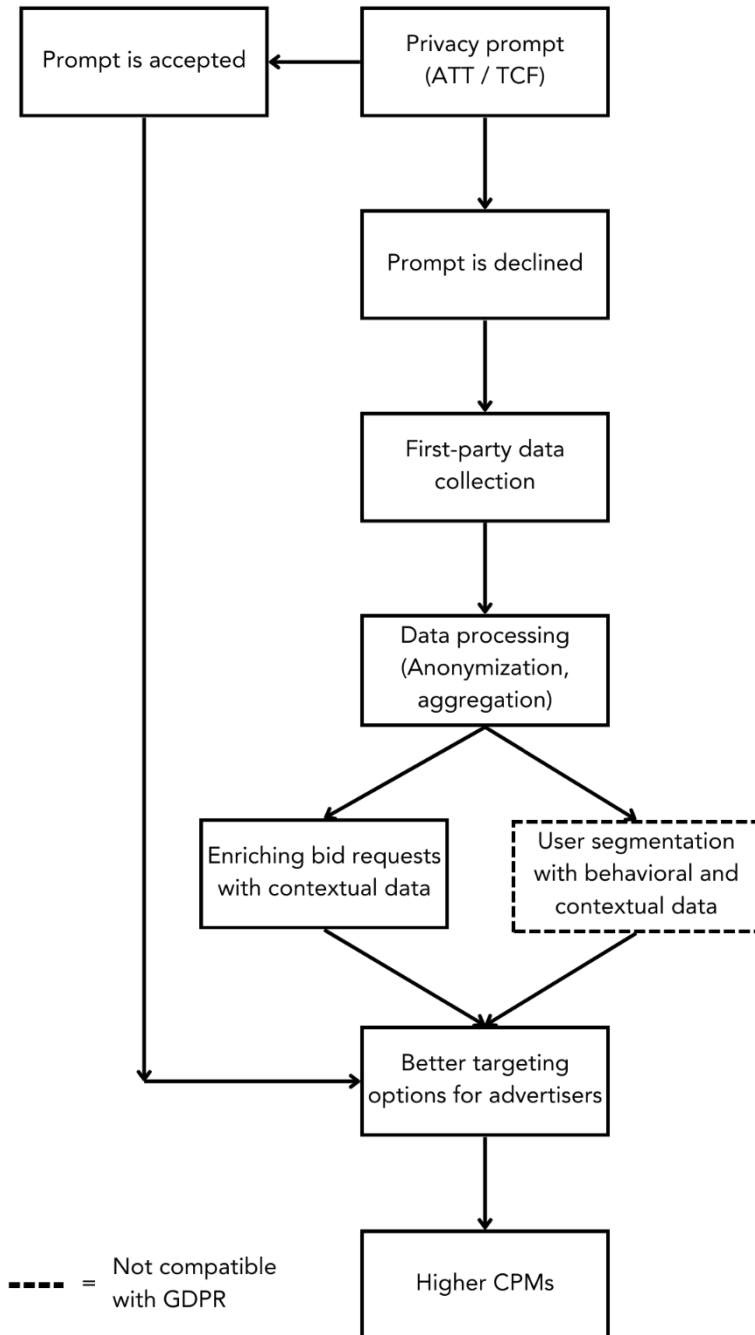 Prompt is accepted
Privacy prompt
(ATT / TCF)
Prompt is declined
First-party data
collection
Data processing
(Anonymization,
aggregation)
Enriching bid requests
with contextual data
User segmentation
with behavioral and
contextual data
Better targeting
options for advertisers
Higher CPMs
= Not compatible
with GDPR